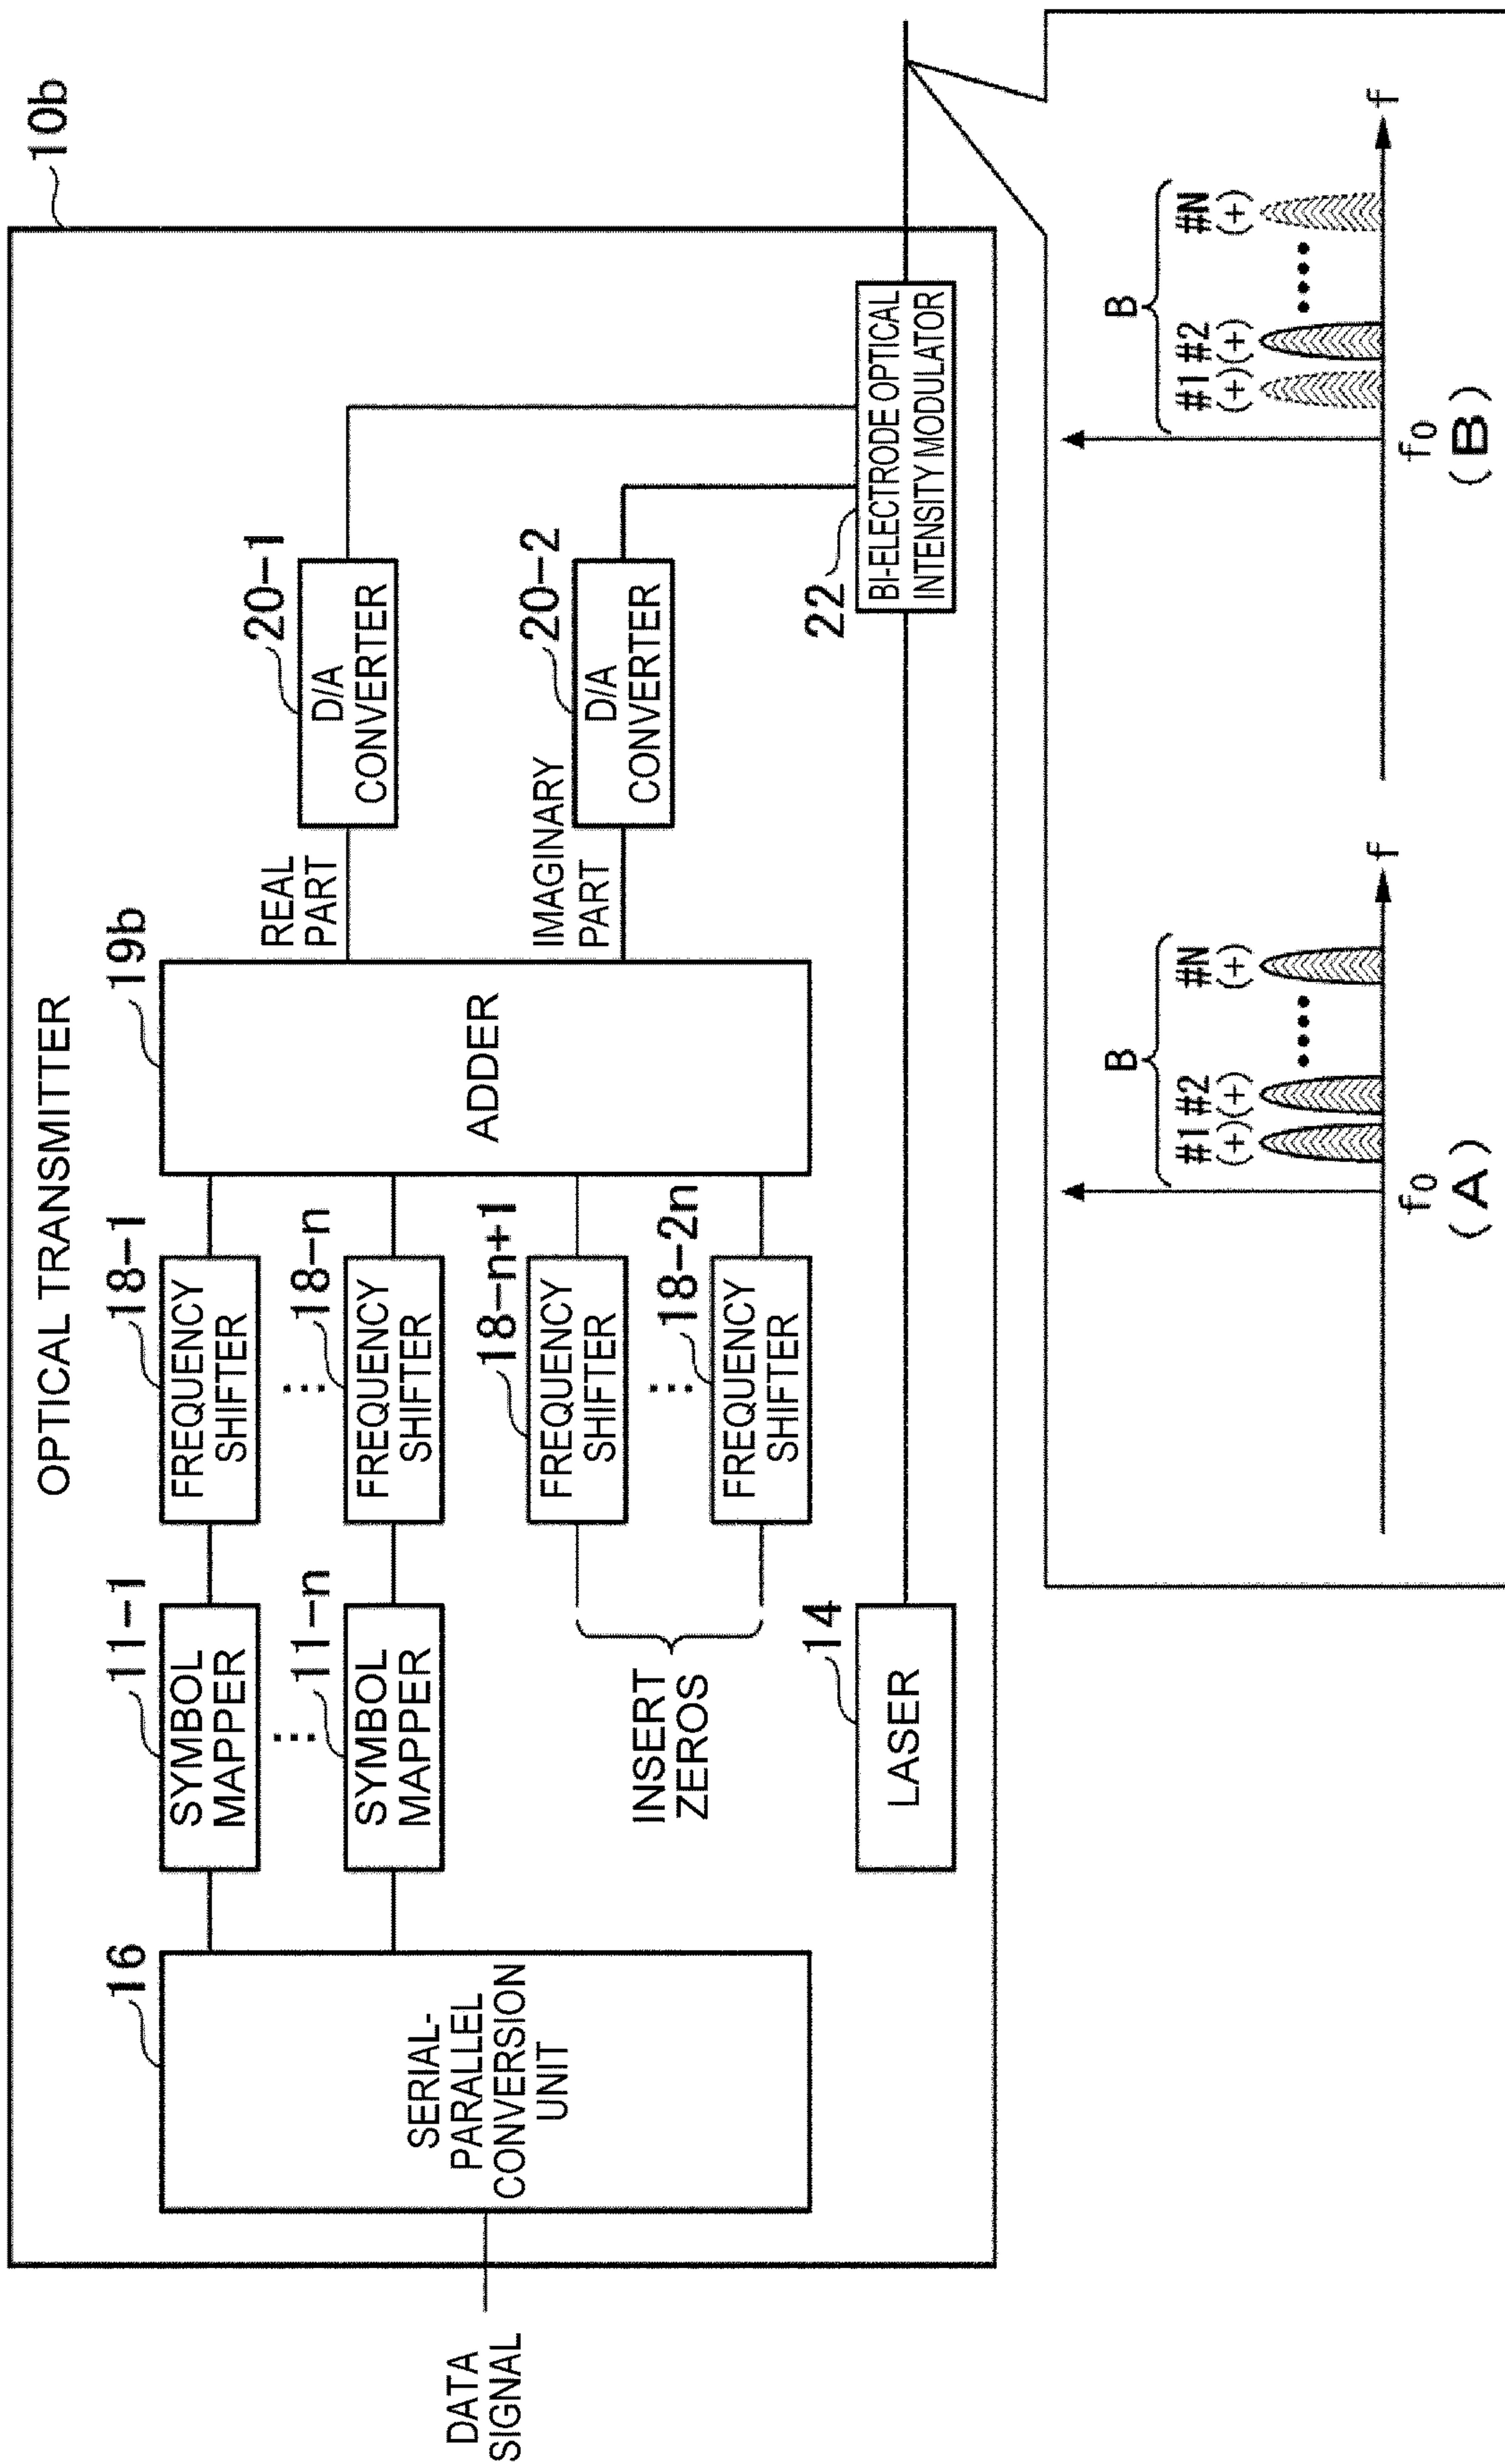 OPTICAL TRANSMITTER
10b
DATA
SIGNAL
16
SERIAL-
PARALLEL
CONVERSION
UNIT
11-1
SYMBOL
MAPPER
11-n
SYMBOL
MAPPER
INSERT
ZEROS
18-1
FREQUENCY
SHIFTER
18-n
FREQUENCY
SHIFTER
18-n+1
FREQUENCY
SHIFTER
18-2n
FREQUENCY
SHIFTER
19b
ADDER
REAL
PART
IMAGINARY
PART
20-1
D/A
CONVERTER
20-2
D/A
CONVERTER
14
LASER
22
BI-ELECTRODE OPTICAL
INTENSITY MODULATOR
B
#1 #2 #N
(+) (+) (+)
f
f0
(A)
B
#1 #2 #N
(+) (+) (+)
f
f0
(B)